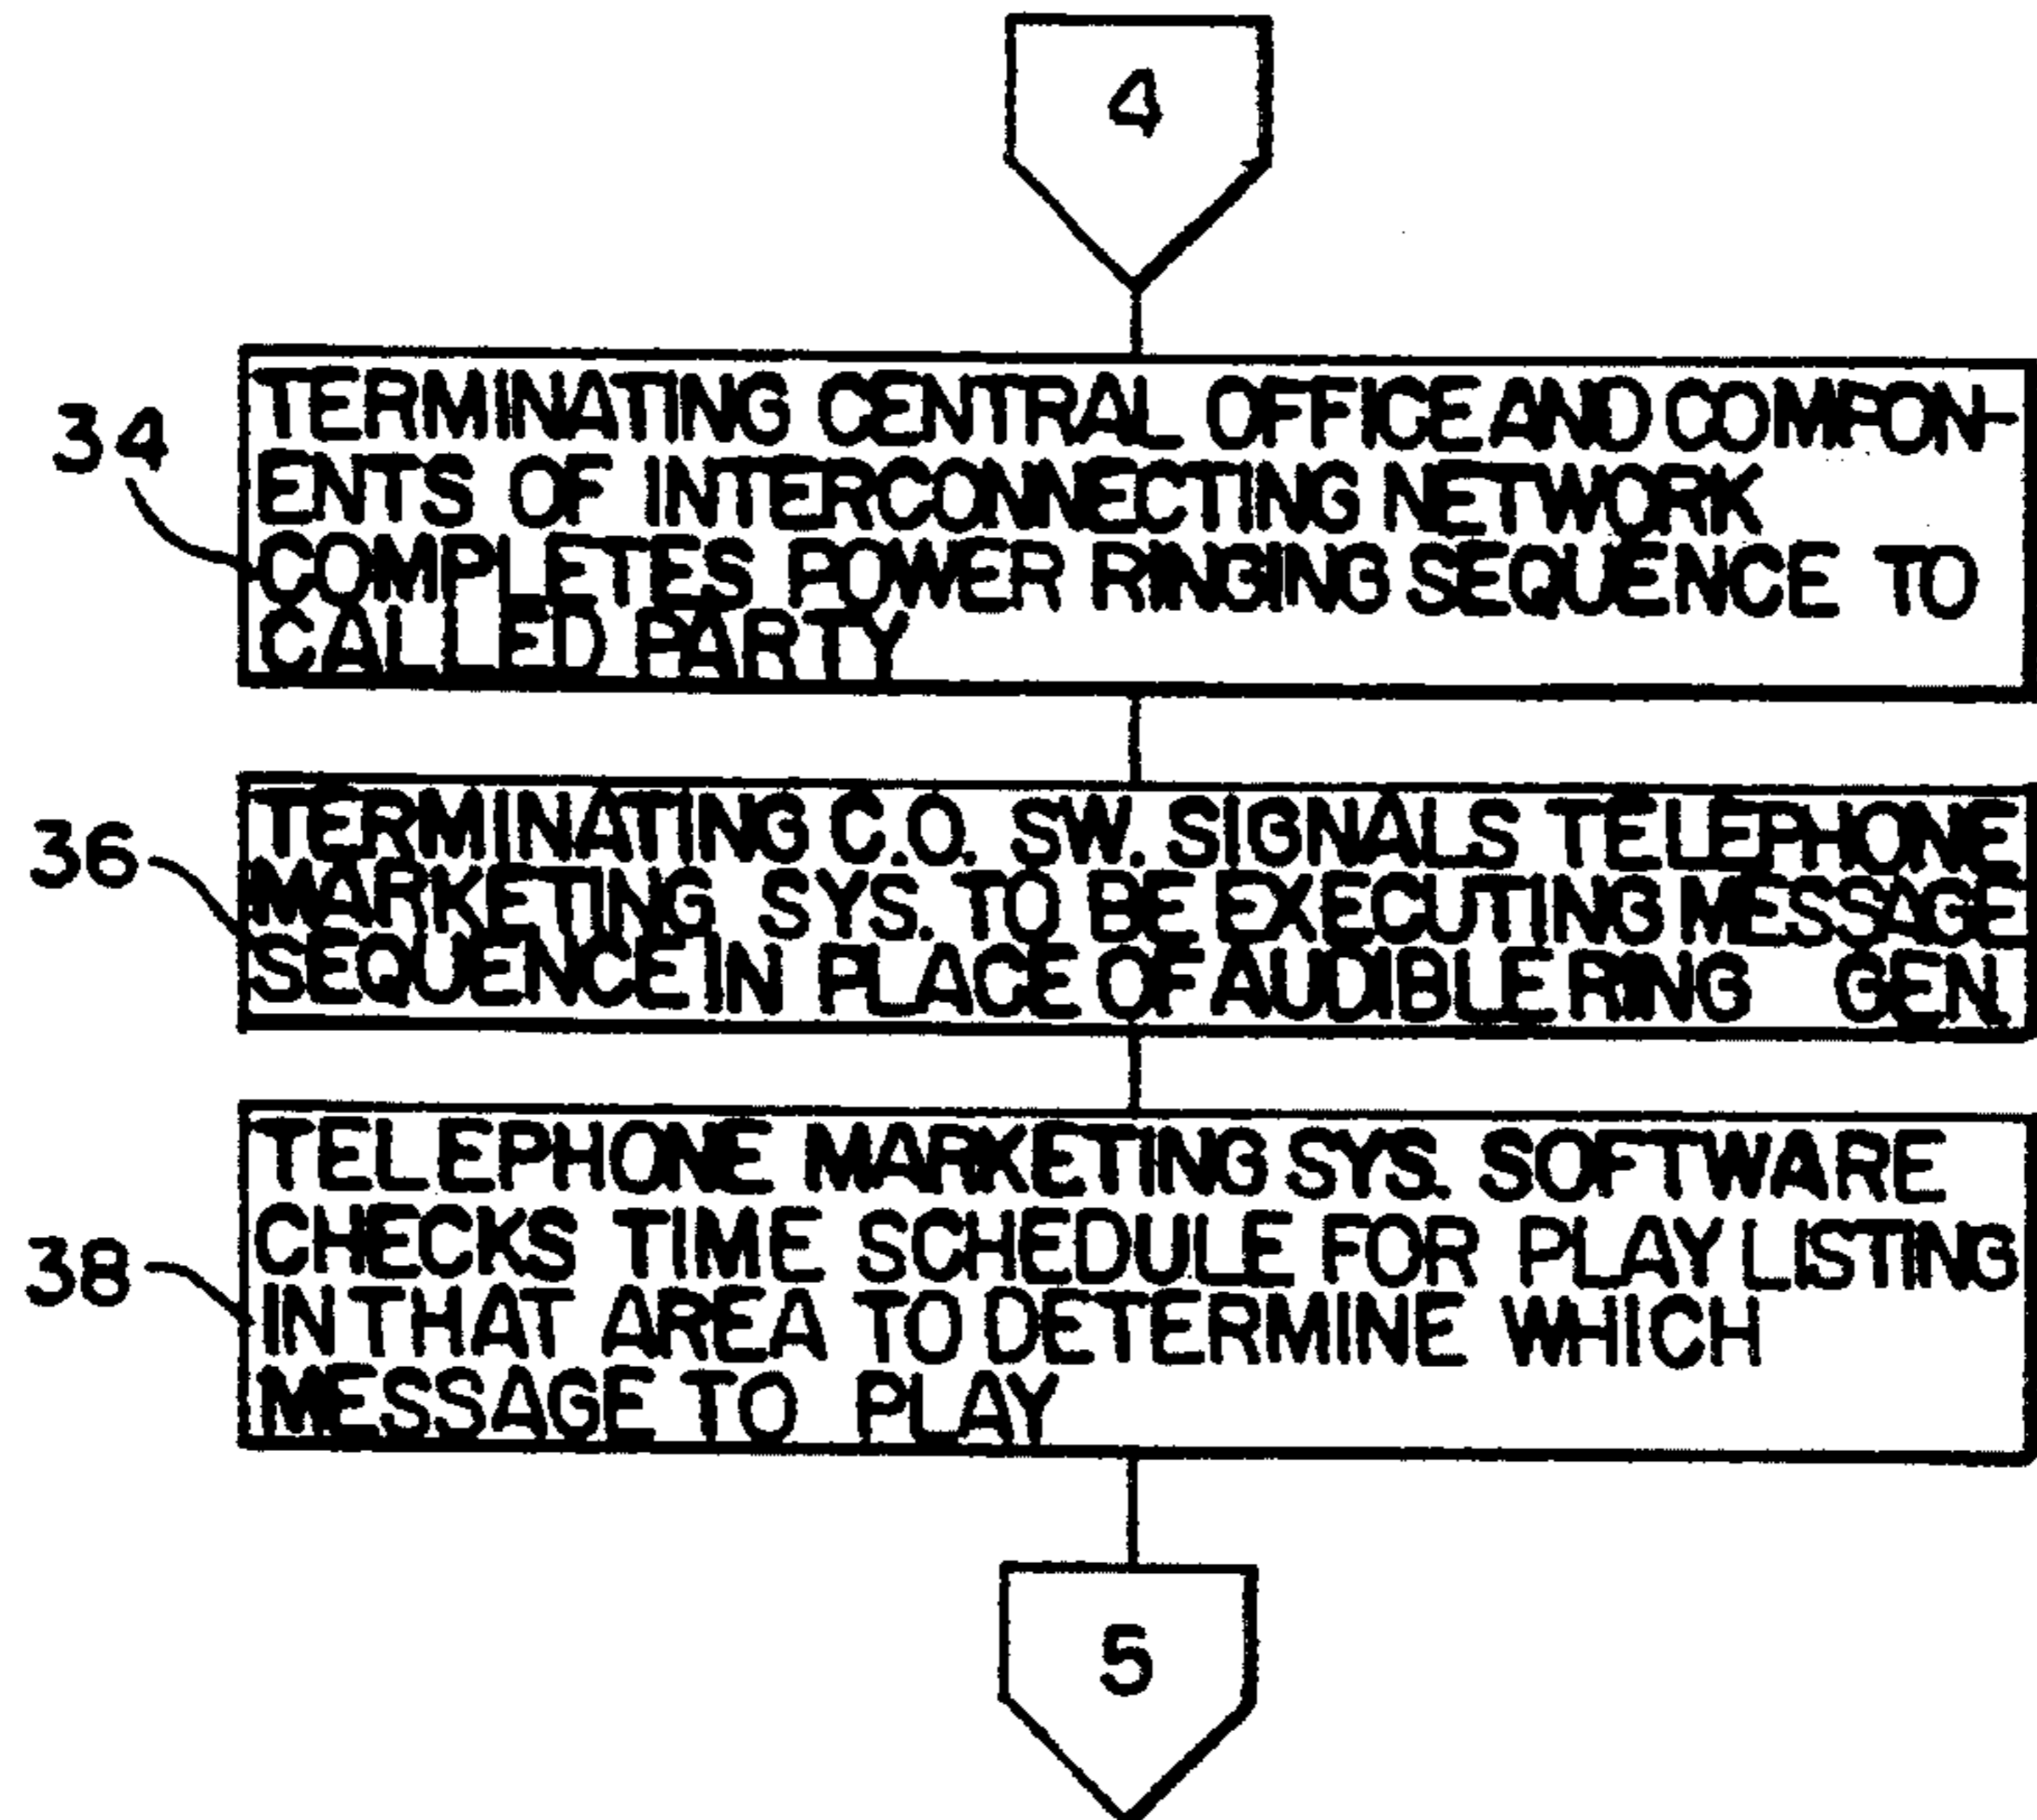 4
34
TERMINATING CENTRAL OFFICE AND COMPON-
ENTS OF INTERCONNECTING NETWORK
COMPLETES POWER RINGING SEQUENCE TO
CALLED PARTY
36
TERMINATING C.O. SW. SIGNALS TELEPHONE
MARKETING SYS. TO BE EXECUTING MESSAGE
SEQUENCE IN PLACE OF AUDIBLE RING GEN.
38
TELEPHONE MARKETING SYS. SOFTWARE
CHECKS TIME SCHEDULE FOR PLAY LISTING
IN THAT AREA TO DETERMINE WHICH
MESSAGE TO PLAY
5